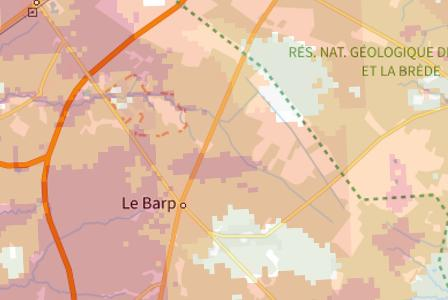 RÉS. NAT. GÉOLOGIQUE
ET LA BRÈDE
Le Barp